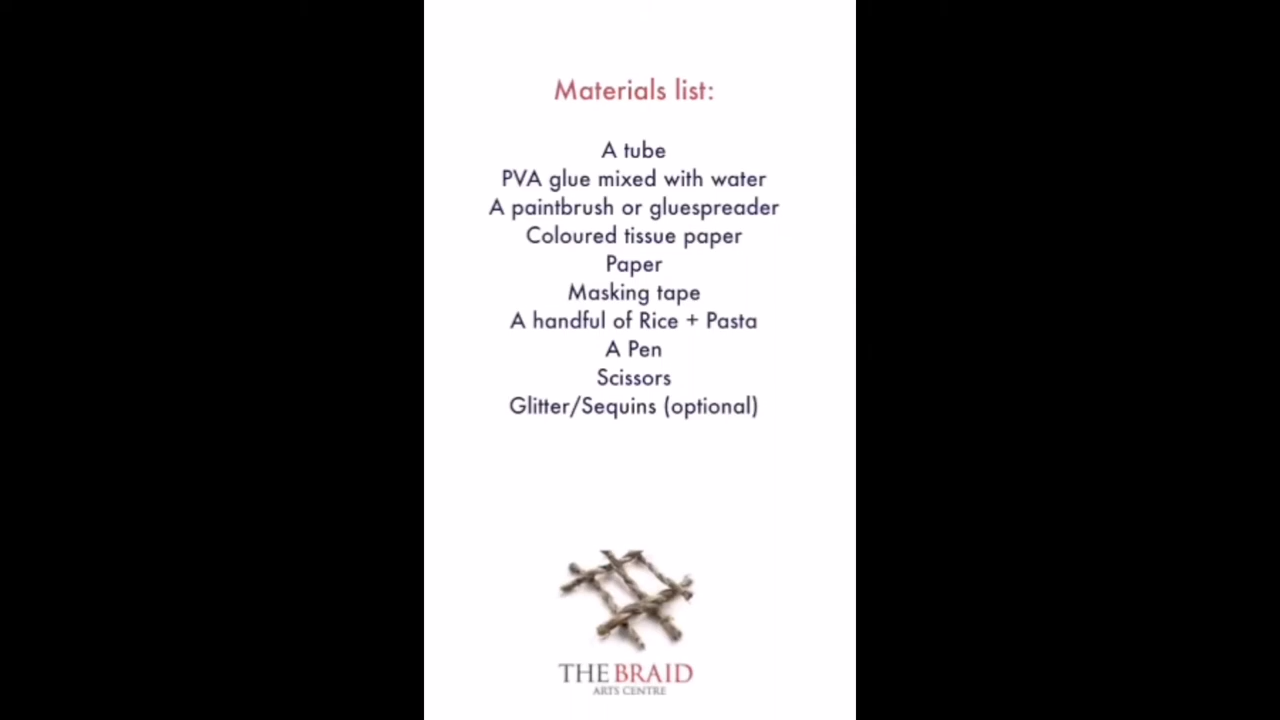 Materials list:
A tube
PVA glue mixed with water
A paintbrush or gluespreader
Coloured tissue paper
Paper
Masking tape
A handful of Rice + Pasta
A Pen
Scissors
Glitter/Sequins (optional)
THE BRAID
ARTS CENTRE